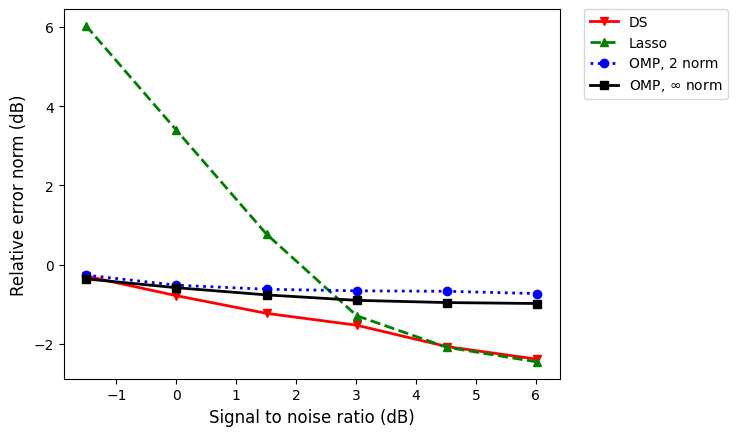 DS
Lasso
OMP, 2 norm
OMP, ∞ norm
6
4
2
0
−2
Relative error norm (dB)
−1 0 1 2 3 4 5 6
Signal to noise ratio (dB)